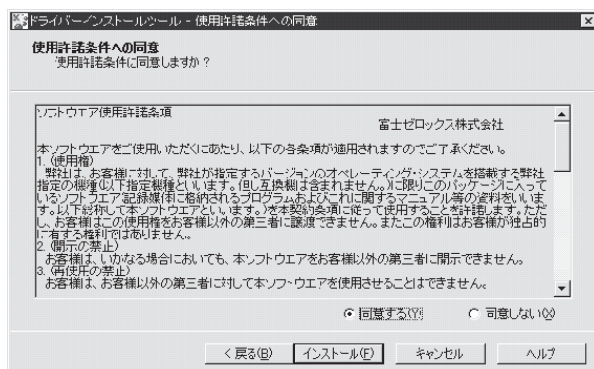 ドライバーインストールツール - 使用許諾条件への同意
使用許諾条件への同意
使用許諾条件に同意しますか？
ソフトウエア使用許諾条項
富士ゼロックス株式会社
本ソフトウエアをご使用いただくにあたり、以下の各条項が適用されますのでご了承ください。
1. (使用権)
弊社は、お客様に対して、弊社が指定するバージョンのオペレーティング・システムを搭載する弊社
指定の機種(以下指定機種といいます。但し互換機は含まれません。)に限りこのパッケージに入って
いるソフトウエア記録媒体に格納されるプログラムおよびこれに関するマニュアル等の資料をいいま
す。以下総称して本ソフトウエアといいます。)を本契約条項に従って使用することを許諾します。ただ
し、お客様はこの使用権をお客様以外の第三者に譲渡できません。またこの権利はお客様が独占的
に有する権利ではありません。
2. (開示の禁止)
お客様は、いかなる場合においても、本ソフトウエアをお客様以外の第三者に開示できません。
3. (再使用の禁止)
お客様は、お客様以外の第三者に対して本ソフトウエアを使用させることはできません。
同意する(Y) 同意しない(X)
< 戻る(B) インストール(F) キャンセル ヘルプ